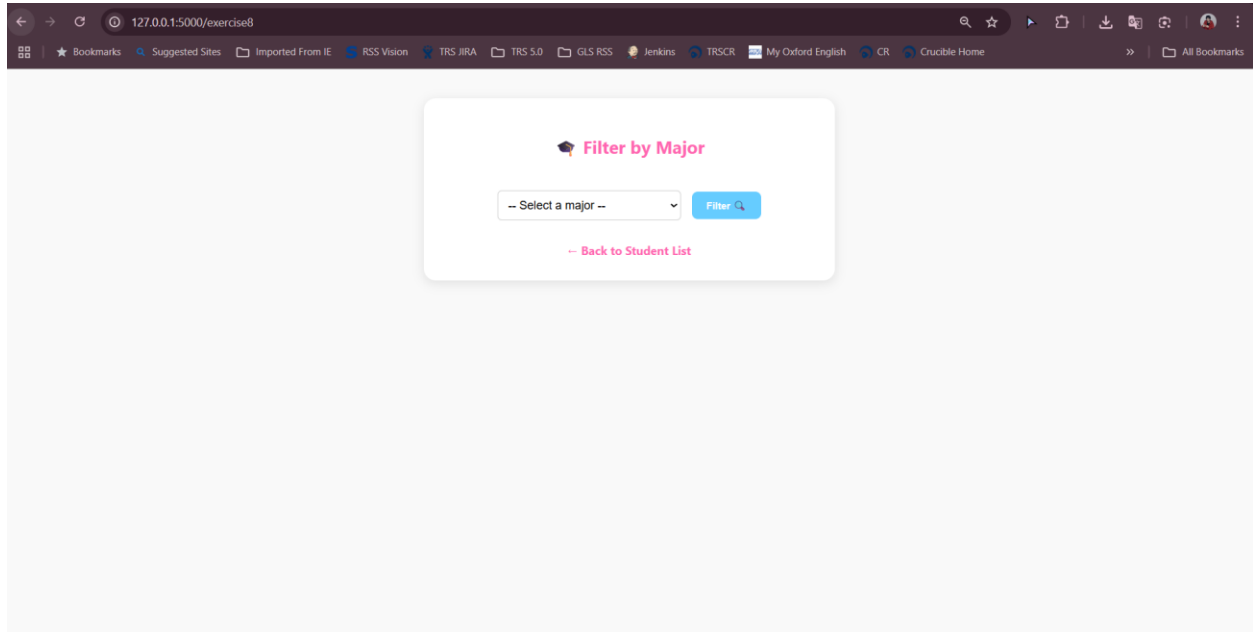 127.0.0.1:5000/exercise8
Bookmarks Suggested Sites Imported From IE RSS Vision TRS JIRA TRS 5.0 GLS RSS Jenkins TRSCR My Oxford English CR Crucible Home » All Bookmarks
Filter by Major
-- Select a major -- Filter
← Back to Student List